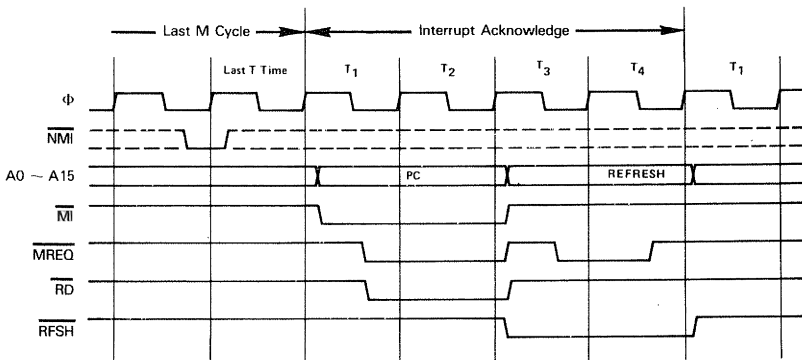 Last M Cycle Interrupt Acknowledge
Last T Time T1 T2 T3 T4 T1
Φ
NMI
A0 ~ A15 PC REFRESH
MI
MREQ
RD
RFSH